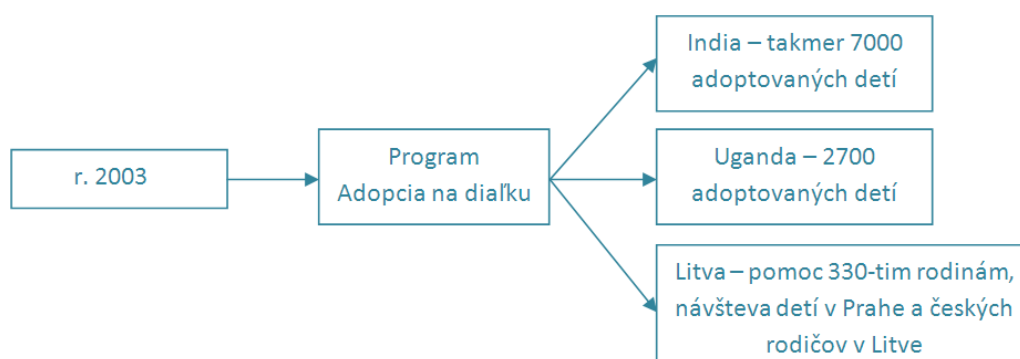 r. 2003
Program
Adopcia na diaľku
India – takmer 7000
adoptovaných detí
Uganda – 2700
adoptovaných detí
Litva – pomoc 330-tim rodinám,
návšteva detí v Prahe a českých
rodičov v Litve